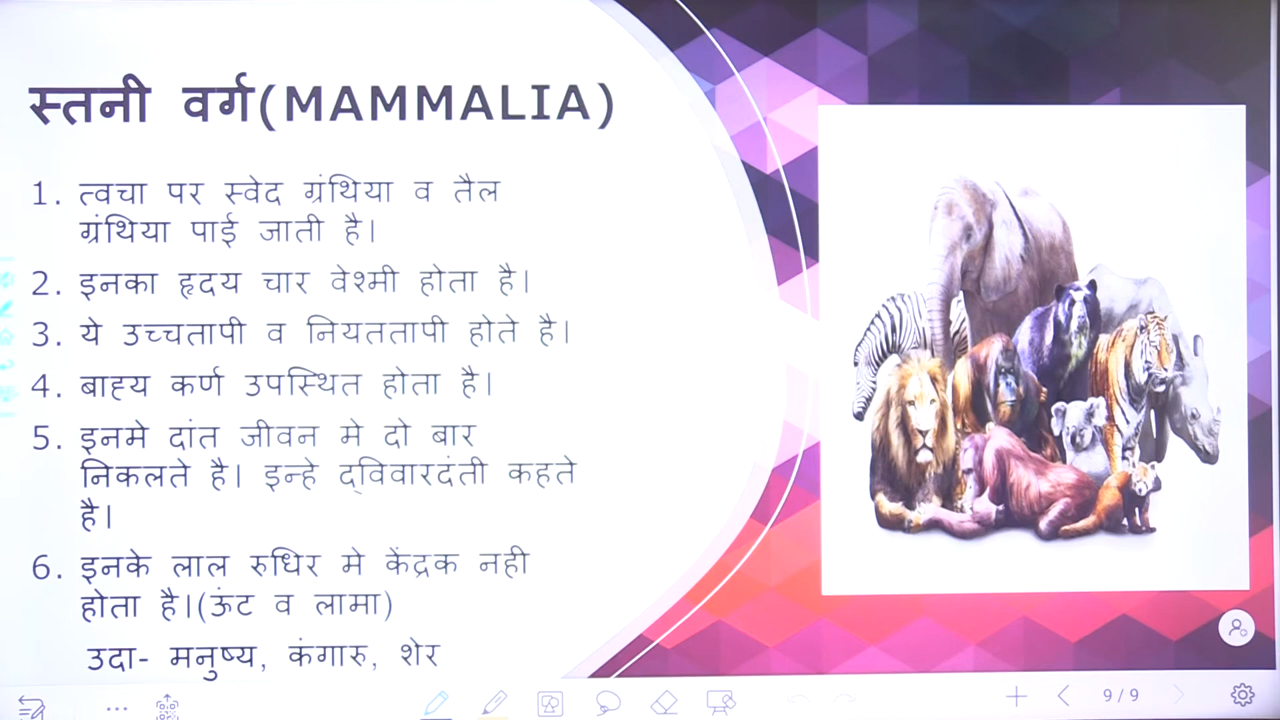 स्तनी वर्ग(MAMMALIA)
1. त्वचा पर स्वेद ग्रंथिया व तैल
ग्रंथिया पाई जाती है।
2. इनका हृदय चार वेश्मी होता है।
3. ये उच्चतापी व नियततापी होते है।
4. बाह्य कर्ण उपस्थित होता है।
5. इनमे दांत जीवन मे दो बार
निकलते है। इन्हे द्विवारदंती कहते
है।
6. इनके लाल रुधिर मे केंद्रक नही
होता है।(ऊंट व लामा)
उदा- मनुष्य, कंगारु, शेर
9/9